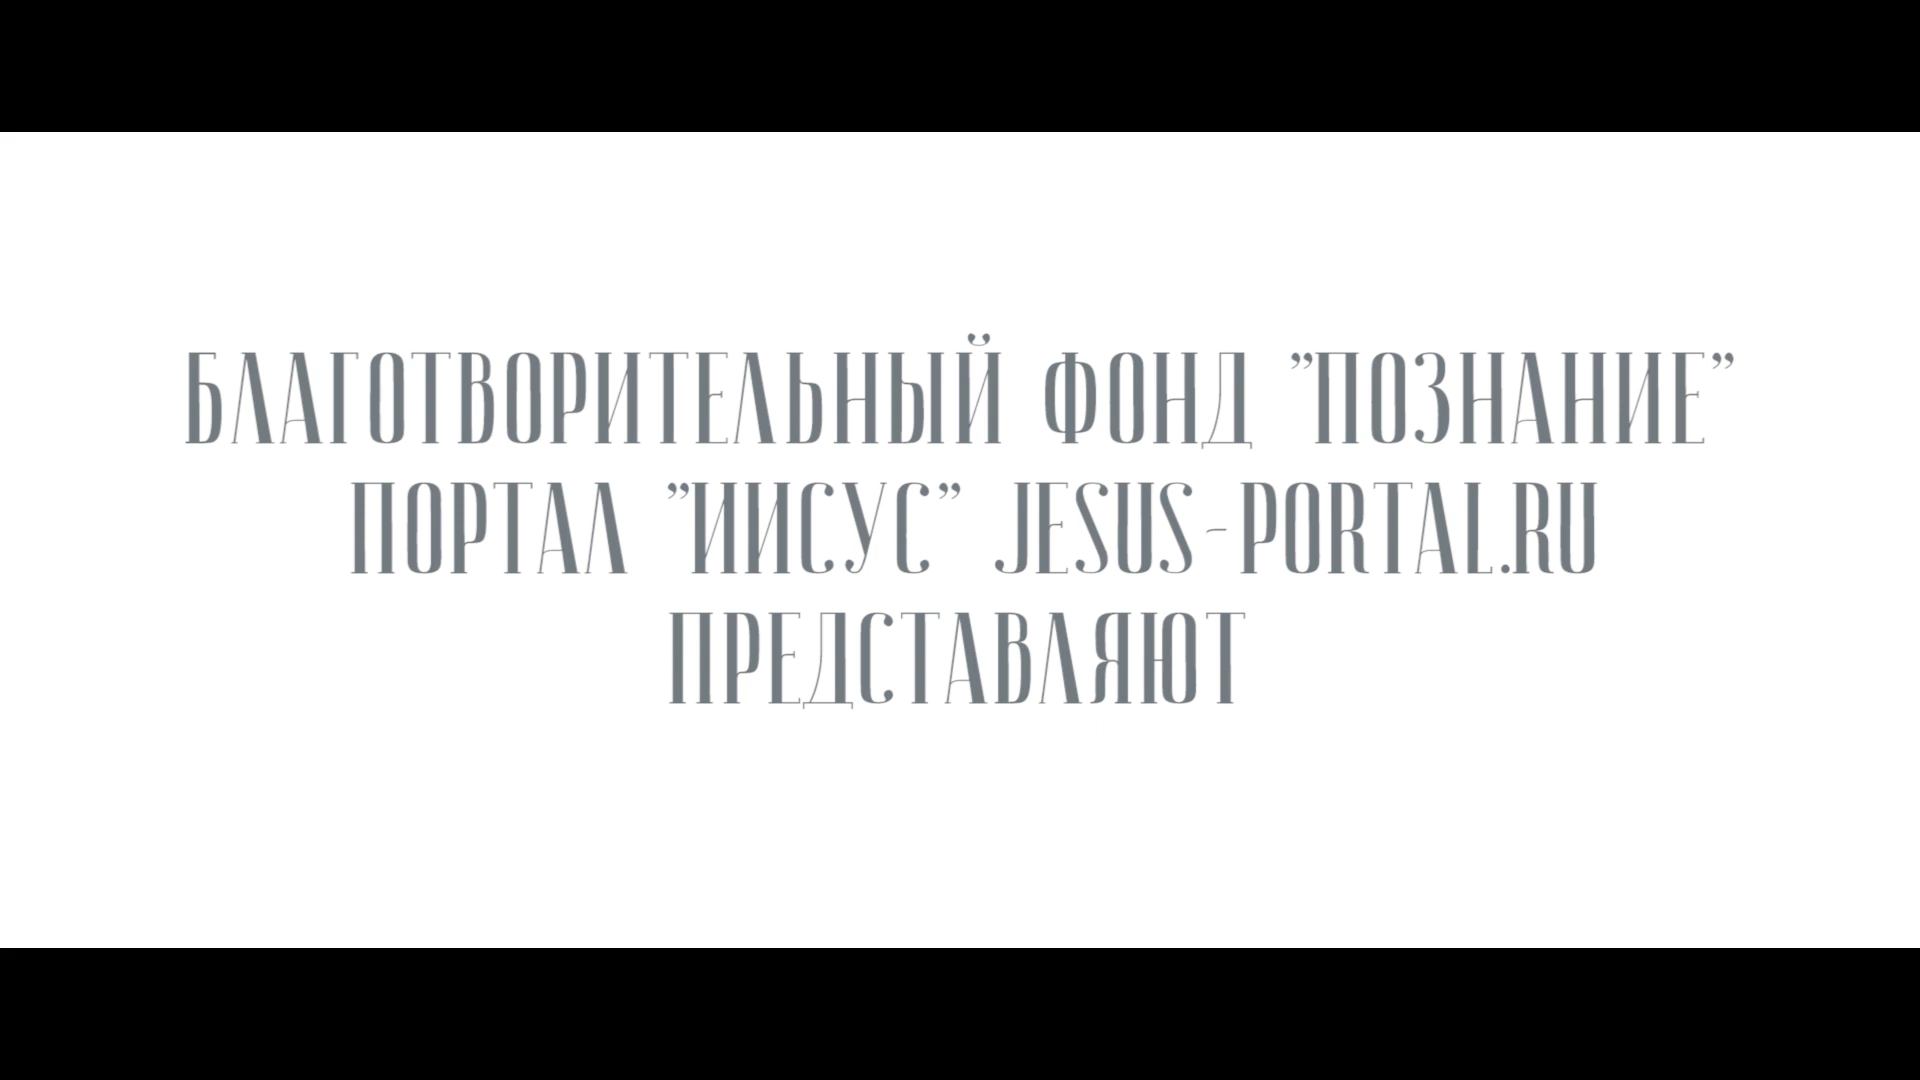 БЛАГОТВОРИТЕЛЬНЫЙ ФОНД "ПОЗНАНИЕ"
ПОРТАЛ "ИИСУС" JESUS-PORTAL.RU
ПРЕДСТАВЛЯЮТ